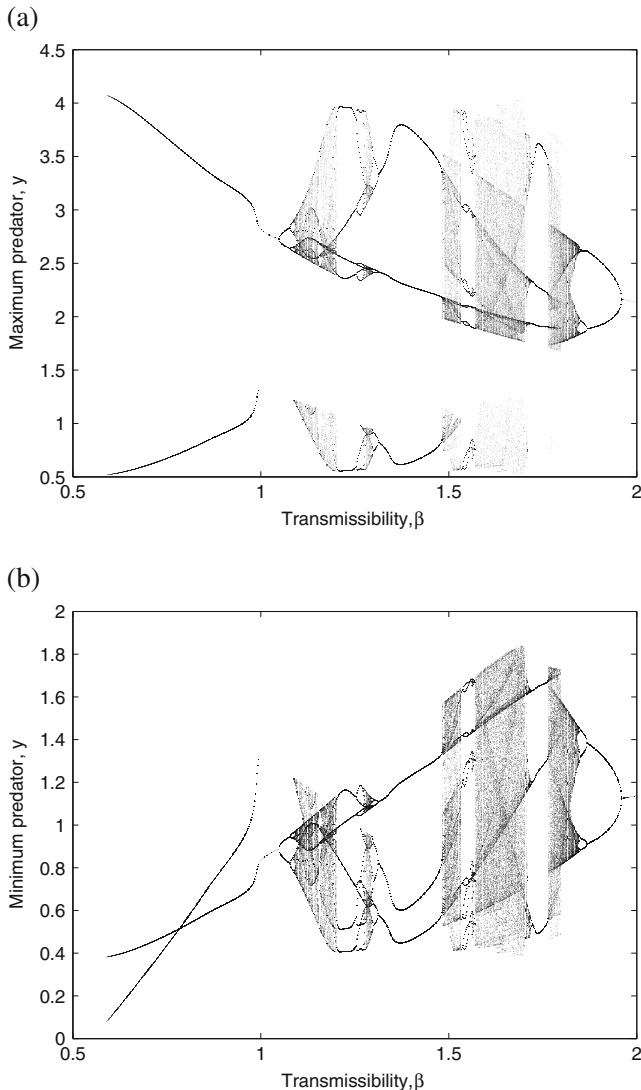 (a)
4.5
4
3.5
3
2.5
2
1.5
1
0.5
Maximum predator, y
0.5 1 1.5 2
Transmissibility,β
(b)
2
1.8
1.6
1.4
1.2
1
0.8
0.6
0.4
0.2
0
Minimum predator, y
0.5 1 1.5 2
Transmissibility,β